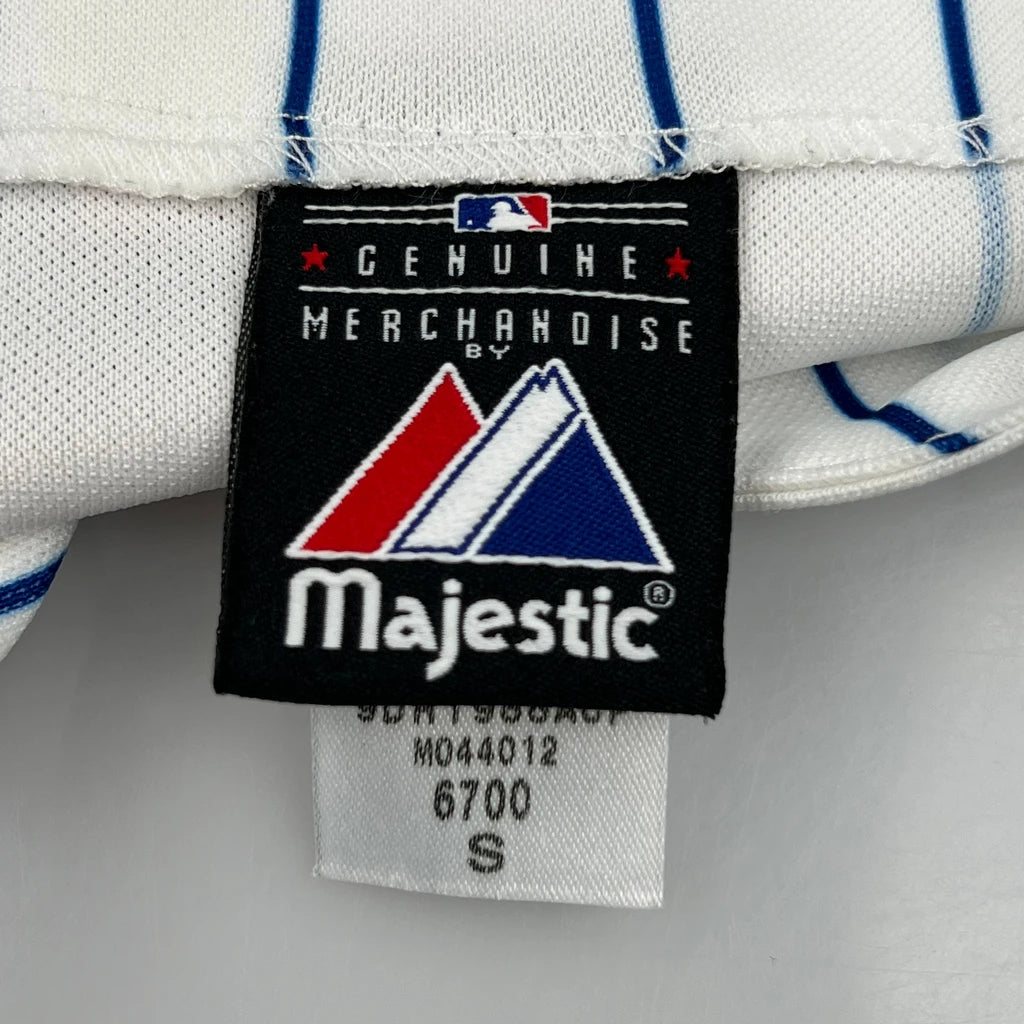 GENUINE
MERCHANDISE
BY
Majestic®
M044012
6700
S